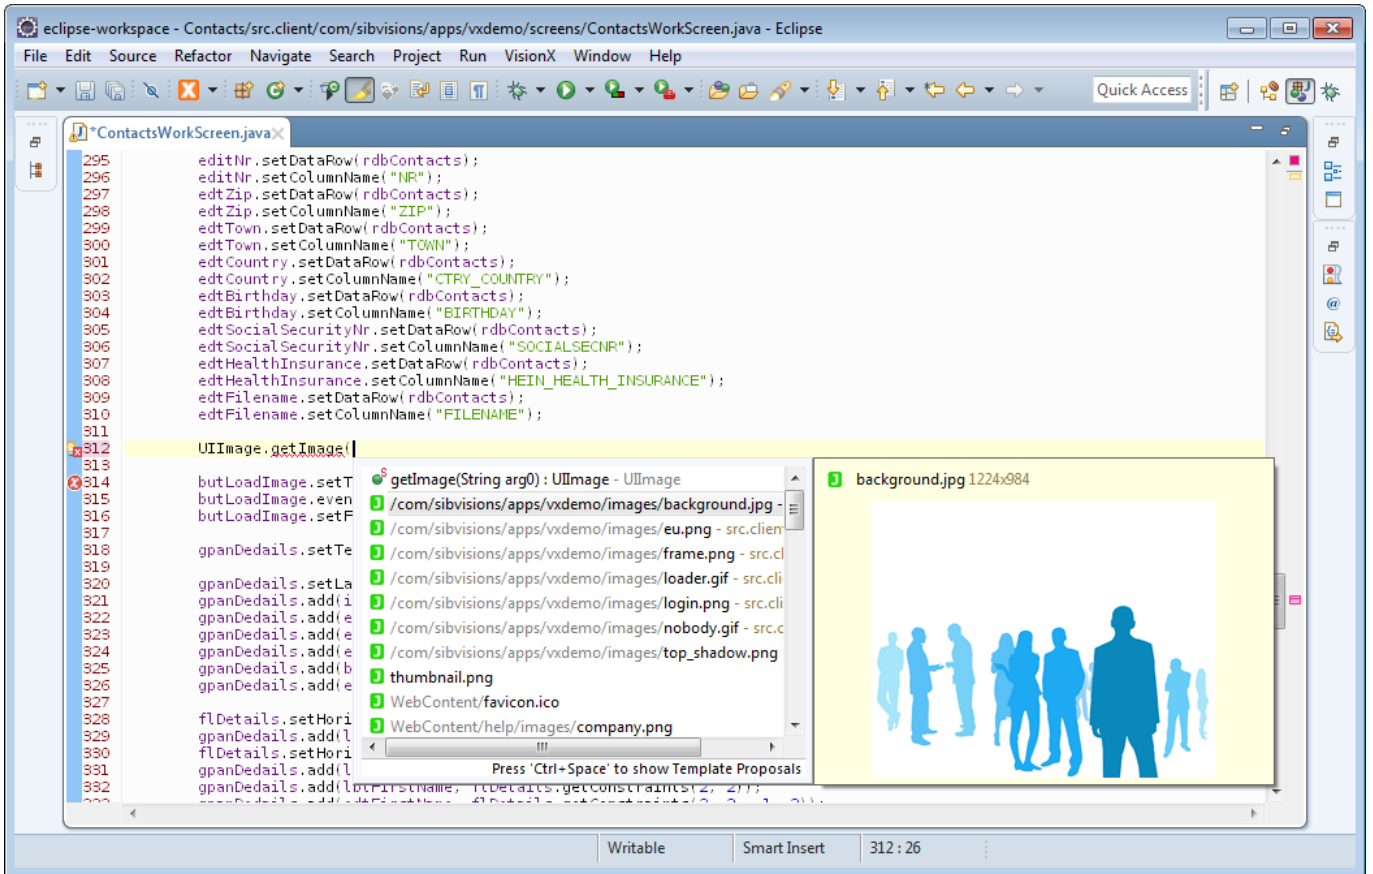 eclipse-workspace - Contacts/src.client/com/sibvisions/apps/vxdemo/screens/ContactsWorkScreen.java - Eclipse
File Edit Source Refactor Navigate Search Project Run VisionX Window Help
Quick Access
*ContactsWorkScreen.java
295 editNr.setDataRow(rdbContacts);
296 editNr.setColumnName("NR");
297 edtZip.setDataRow(rdbContacts);
298 edtZip.setColumnName("ZIP");
299 edtTown.setDataRow(rdbContacts);
300 edtTown.setColumnName("TOWN");
301 edtCountry.setDataRow(rdbContacts);
302 edtCountry.setColumnName("CTRY_COUNTRY");
303 edtBirthday.setDataRow(rdbContacts);
304 edtBirthday.setColumnName("BIRTHDAY");
305 edtSocialSecurityNr.setDataRow(rdbContacts);
306 edtSocialSecurityNr.setColumnName("SOCIALSECNR");
307 edtHealthInsurance.setDataRow(rdbContacts);
308 edtHealthInsurance.setColumnName("HEIN_HEALTH_INSURANCE");
309 edtFilename.setDataRow(rdbContacts);
310 edtFilename.setColumnName("FILENAME");
311
312 UIImage.getImage(
313
314 butLoadImage.setT
315 butLoadImage.even
316 butLoadImage.setF
317
318 gpanDedails.setTe
319
320 gpanDedails.setLa
321 gpanDedails.add(i
322 gpanDedails.add(e
323 gpanDedails.add(e
324 gpanDedails.add(e
325 gpanDedails.add(b
326 gpanDedails.add(e
327
328 flDetails.setHori
329 gpanDedails.add(l
330 flDetails.setHori
331 gpanDedails.add(l
332 gpanDedails.add(lblFirstName, flDetails.getConstraints(2, 2));
getImage(String arg0) : UIImage - UIImage
/com/sibvisions/apps/vxdemo/images/background.jpg -
/com/sibvisions/apps/vxdemo/images/eu.png - src.clien
/com/sibvisions/apps/vxdemo/images/frame.png - src.cl
/com/sibvisions/apps/vxdemo/images/loader.gif - src.cli
/com/sibvisions/apps/vxdemo/images/login.png - src.cli
/com/sibvisions/apps/vxdemo/images/nobody.gif - src.c
/com/sibvisions/apps/vxdemo/images/top_shadow.png
thumbnail.png
WebContent/favicon.ico
WebContent/help/images/company.png
Press 'Ctrl+Space' to show Template Proposals
background.jpg 1224x984
Writable Smart Insert 312 : 26